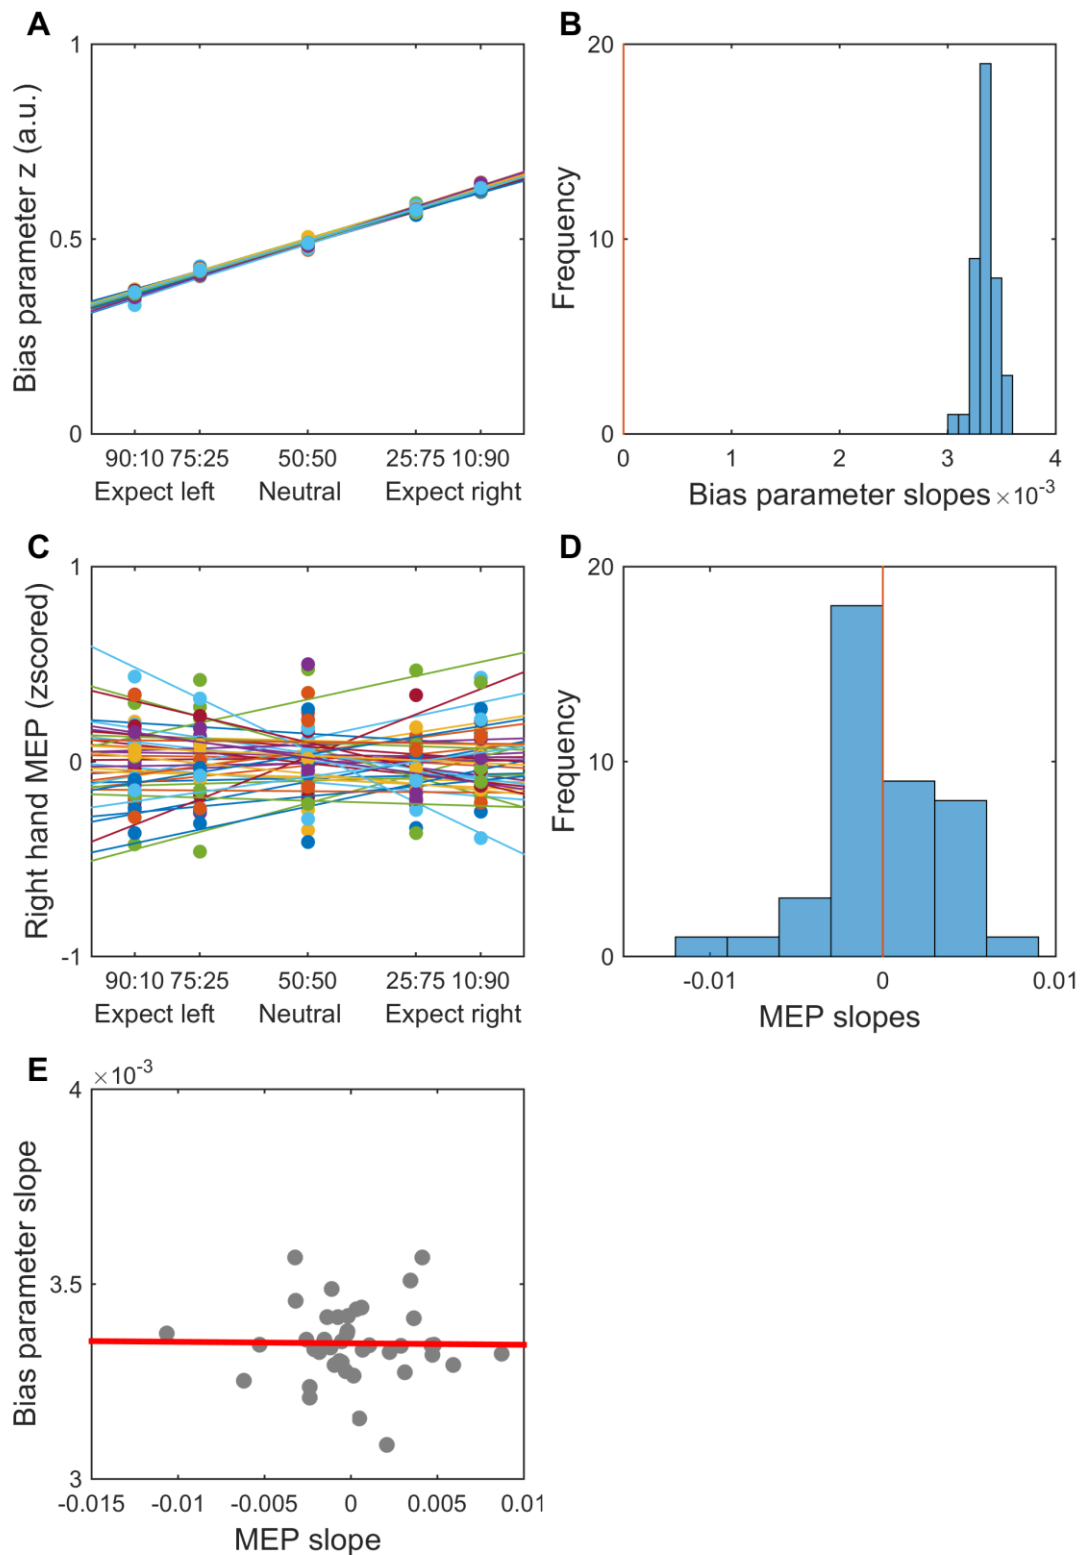 A
B
1
0.5
0
Bias parameter z (a.u.)
90:10 75:25 50:50 25:75 10:90
Expect left Neutral Expect right
20
10
0
Frequency
0 1 2 3 4
Bias parameter slopes ×10⁻³
C
D
1
0
-1
Right hand MEP (zscored)
90:10 75:25 50:50 25:75 10:90
Expect left Neutral Expect right
20
10
0
Frequency
-0.01 0 0.01
MEP slopes
E
×10⁻³
4
3.5
3
Bias parameter slope
-0.015 -0.01 -0.005 0 0.005 0.01
MEP slope